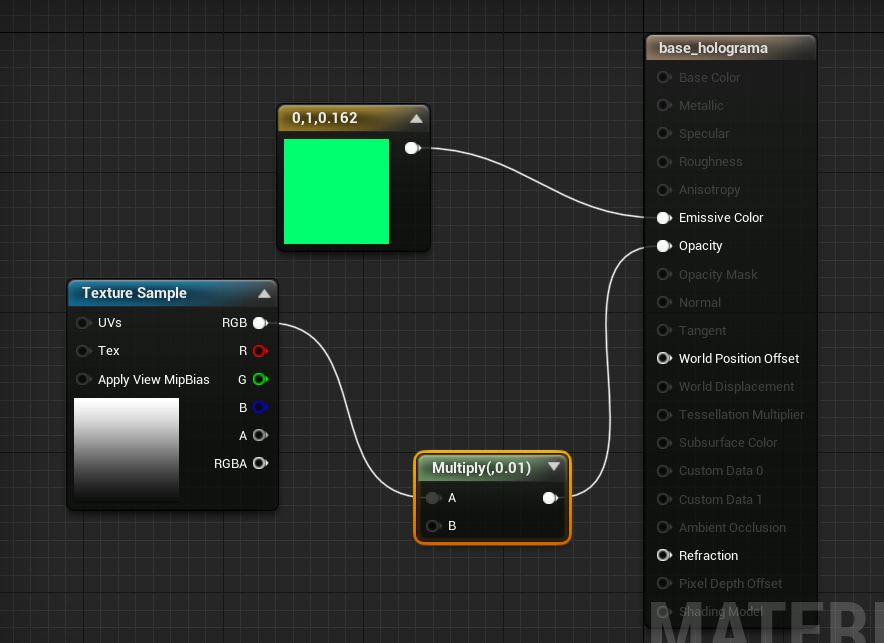 base_holograma
Base Color
Metallic
Specular
Roughness
Anisotropy
Emissive Color
Opacity
Opacity Mask
Normal
Tangent
World Position Offset
World Displacement
Tessellation Multiplier
Subsurface Color
Custom Data 0
Custom Data 1
Ambient Occlusion
Refraction
Pixel Depth Offset
Shading Model
0,1,0.162
Texture Sample
UVs RGB
Tex R
Apply View MipBias G
B
A
RGBA
Multiply(,0.01)
A
B